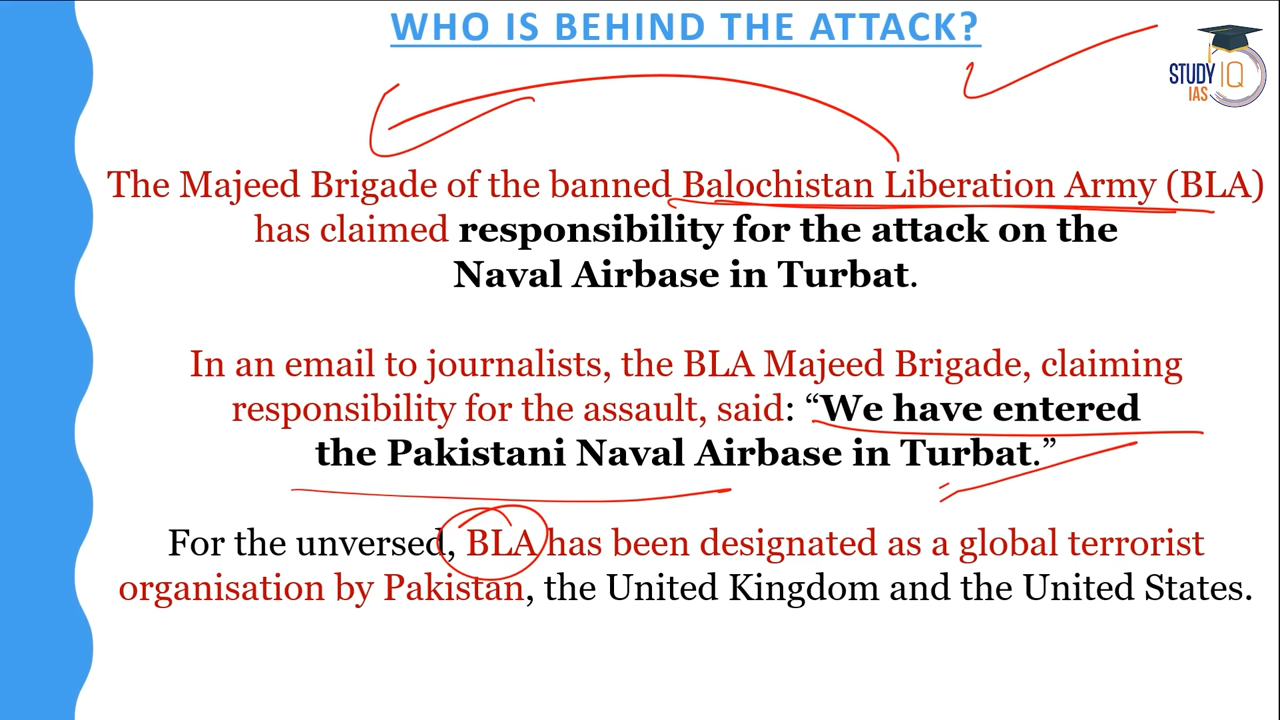 WHO IS BEHIND THE ATTACK?
STUDY IQ
IAS
The Majeed Brigade of the banned Balochistan Liberation Army (BLA)
has claimed responsibility for the attack on the
Naval Airbase in Turbat.
In an email to journalists, the BLA Majeed Brigade, claiming
responsibility for the assault, said: “We have entered
the Pakistani Naval Airbase in Turbat.”
For the unversed, BLA has been designated as a global terrorist
organisation by Pakistan, the United Kingdom and the United States.